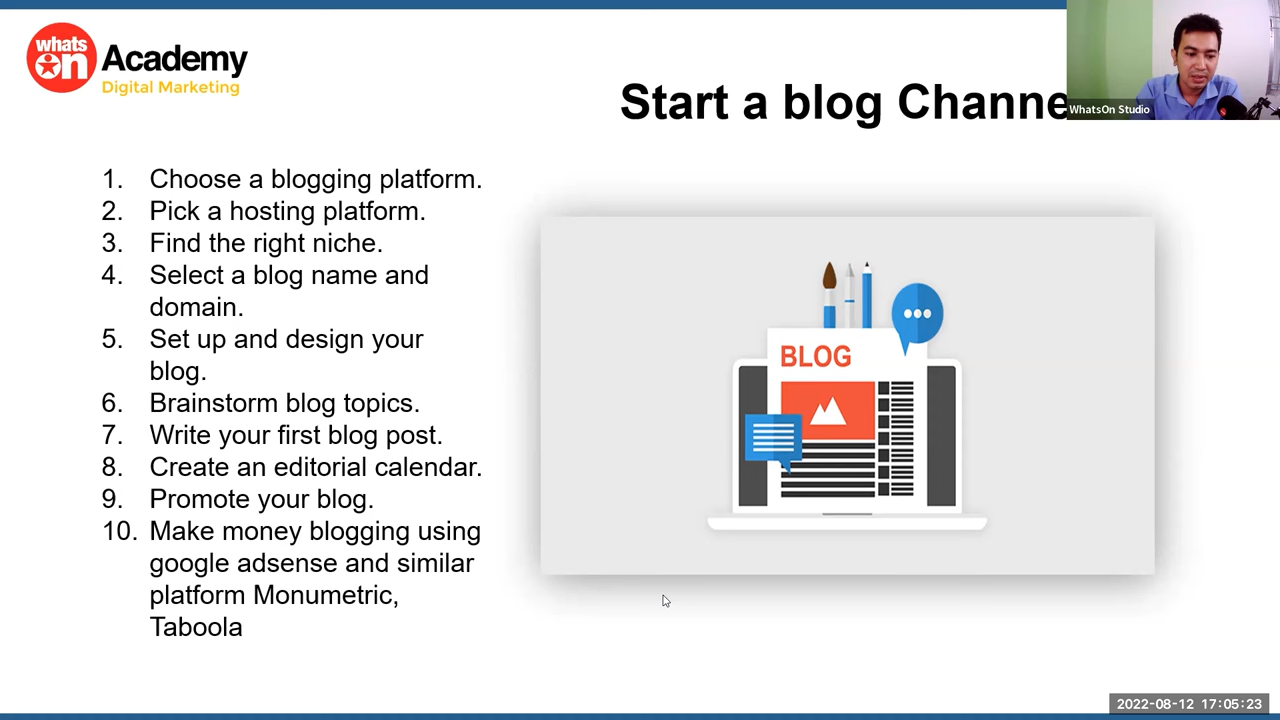 whats
on
Academy
Digital Marketing
Start a blog Channe
WhatsOn Studio
1. Choose a blogging platform.
2. Pick a hosting platform.
3. Find the right niche.
4. Select a blog name and
domain.
5. Set up and design your
blog.
6. Brainstorm blog topics.
7. Write your first blog post.
8. Create an editorial calendar.
9. Promote your blog.
10. Make money blogging using
google adsense and similar
platform Monumetric,
Taboola
BLOG
2022-08-12 17:05:23